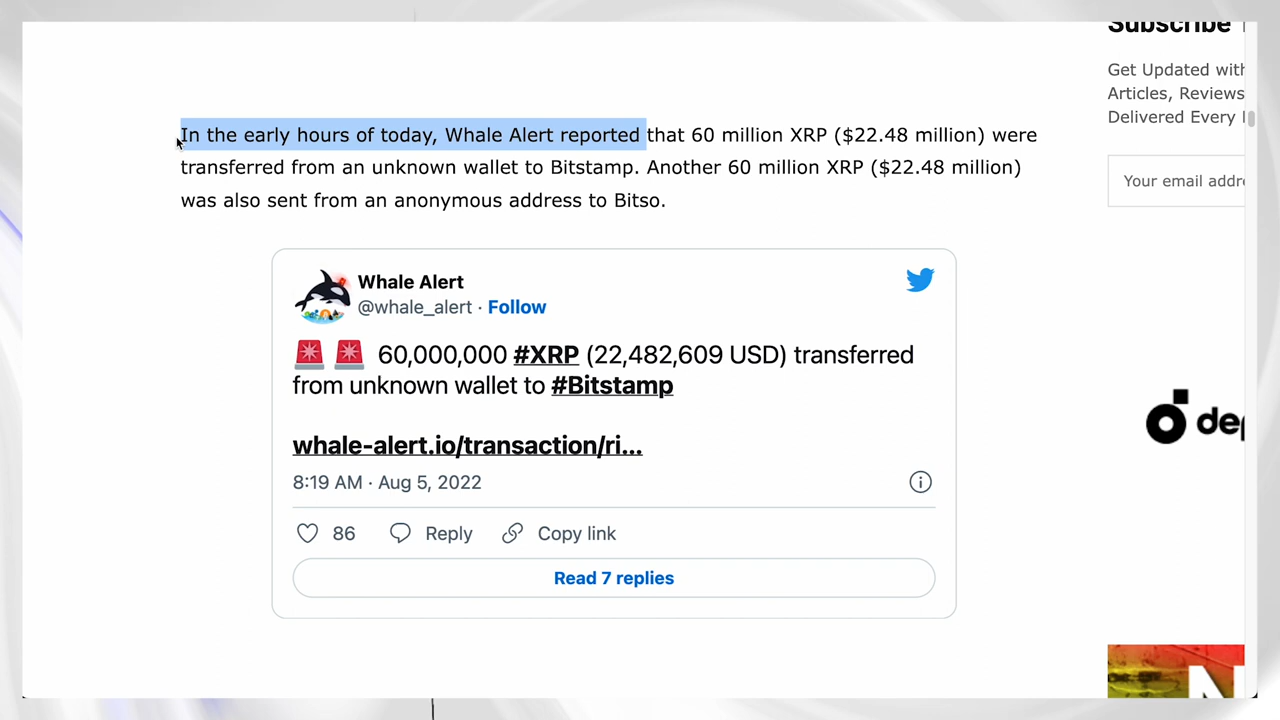 Subscribe
Get Updated with
Articles, Reviews
Delivered Every
In the early hours of today, Whale Alert reported that 60 million XRP ($22.48 million) were
transferred from an unknown wallet to Bitstamp. Another 60 million XRP ($22.48 million)
was also sent from an anonymous address to Bitso.
Your email addre
Whale Alert
@whale_alert · Follow
🚨 🚨 60,000,000 #XRP (22,482,609 USD) transferred
from unknown wallet to #Bitstamp
whale-alert.io/transaction/ri...
8:19 AM · Aug 5, 2022
86 Reply Copy link
Read 7 replies
dep
N